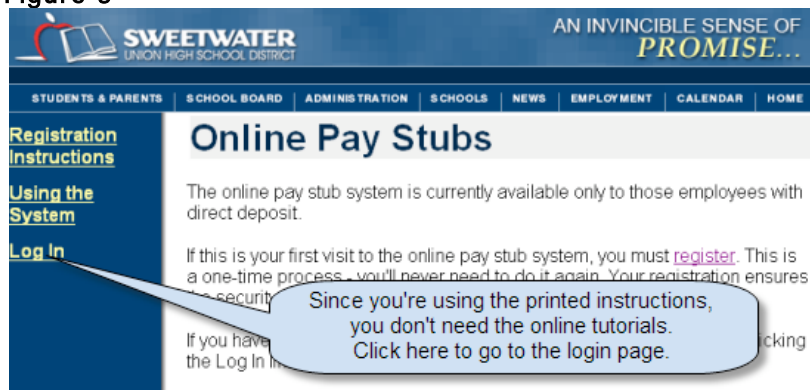 Figure
SWEETWATER
UNION HIGH SCHOOL DISTRICT
AN INVINCIBLE SENSE OF
PROMISE...
STUDENTS & PARENTS | SCHOOL BOARD | ADMINISTRATION | SCHOOLS | NEWS | EMPLOYMENT | CALENDAR | HOME
Registration
Instructions
Using the
System
Log In
Online Pay Stubs
The online pay stub system is currently available only to those employees with
direct deposit.
If this is your first visit to the online pay stub system, you must register. This is
a one-time process - you'll never need to do it again. Your registration ensures
securit
If you have icking
the Log In
Since you're using the printed instructions,
you don't need the online tutorials.
Click here to go to the login page.